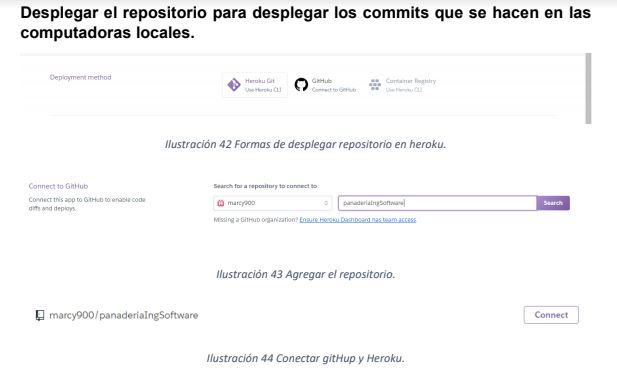 Desplegar el repositorio para desplegar los commits que se hacen en las
computadoras locales.
Deployment method
Heroku Git
Use Heroku CLI
GitHub
Connect to GitHub
Container Registry
Use Heroku CLI
Ilustración 42 Formas de desplegar repositorio en heroku.
Connect to GitHub
Connect this app to GitHub to enable code
diffs and deploys.
Search for a repository to connect to
marcy900
panaderiaIngSoftware
Search
Missing a GitHub organization? Ensure Heroku Dashboard has team access.
Ilustración 43 Agregar el repositorio.
marcy900/panaderiaIngSoftware
Connect
Ilustración 44 Conectar gitHup y Heroku.